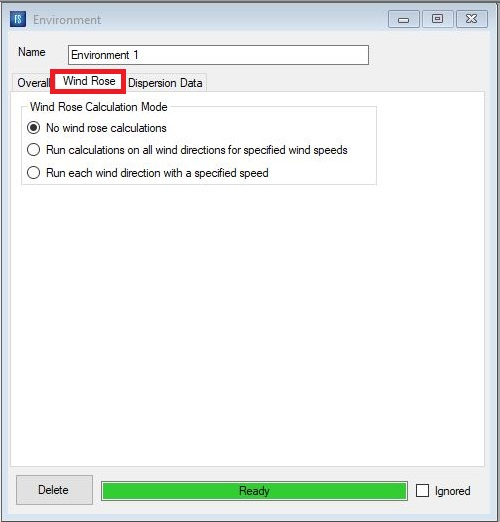 FS Environment
Name Environment 1
Overall Wind Rose Dispersion Data
Wind Rose Calculation Mode
No wind rose calculations
Run calculations on all wind directions for specified wind speeds
Run each wind direction with a specified speed
Delete Ready Ignored